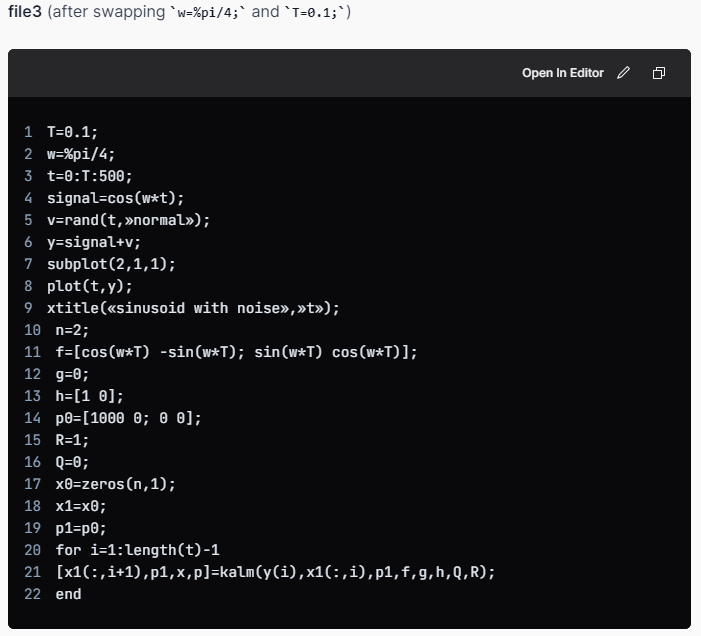 file3 (after swapping `w=%pi/4;` and `T=0.1;`)
Open In Editor
1 T=0.1;
2 w=%pi/4;
3 t=0:T:500;
4 signal=cos(w*t);
5 v=rand(t,»normal»);
6 y=signal+v;
7 subplot(2,1,1);
8 plot(t,y);
9 xtitle(«sinusoid with noise»,»t»);
10 n=2;
11 f=[cos(w*T) -sin(w*T); sin(w*T) cos(w*T)];
12 g=0;
13 h=[1 0];
14 p0=[1000 0; 0 0];
15 R=1;
16 Q=0;
17 x0=zeros(n,1);
18 x1=x0;
19 p1=p0;
20 for i=1:length(t)-1
21 [x1(:,i+1),p1,x,p]=kalm(y(i),x1(:,i),p1,f,g,h,Q,R);
22 end